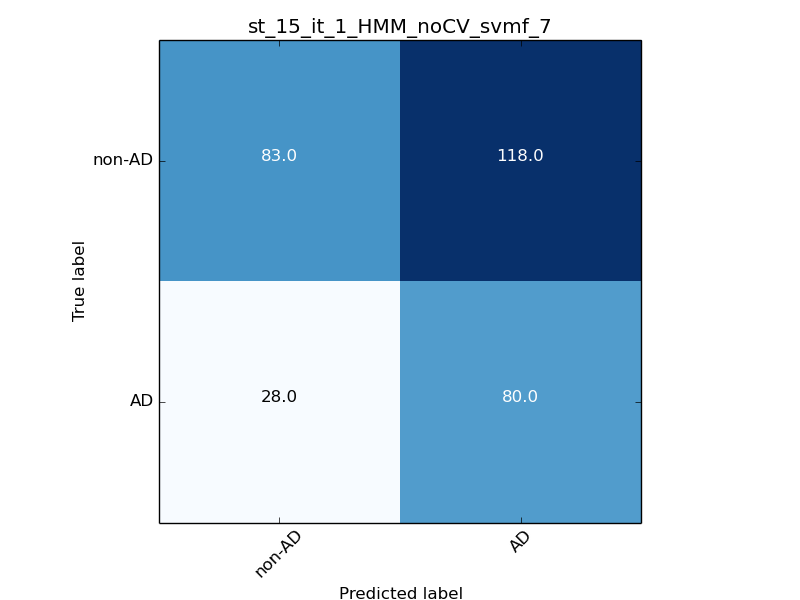 st_15_it_1_HMM_noCV_svmf_7
non-AD
83.0
118.0
True label
AD
28.0
80.0
non-AD
AD
Predicted label